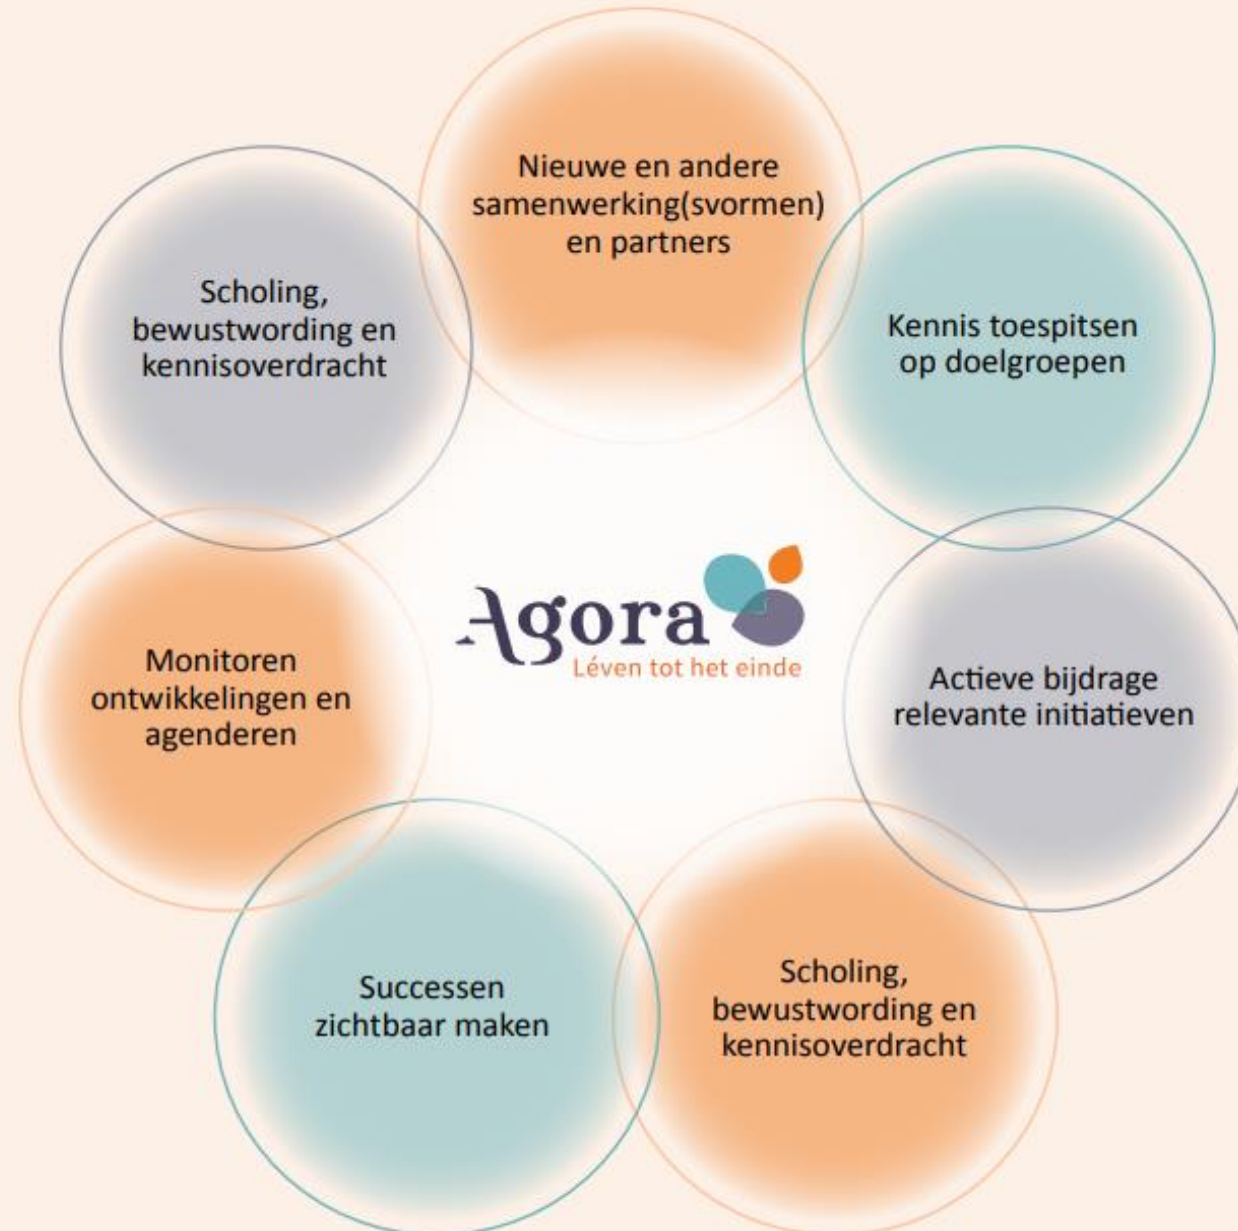 Nieuwe en andere
samenwerking(svormen)
en partners
Scholing,
bewustwording en
kennisoverdracht
Kennis toespitsen
op doelgroepen
Agora
Léven tot het einde
Monitoren
ontwikkelingen en
agenderen
Actieve bijdrage
relevante initiatieven
Successen
zichtbaar maken
Scholing,
bewustwording en
kennisoverdracht